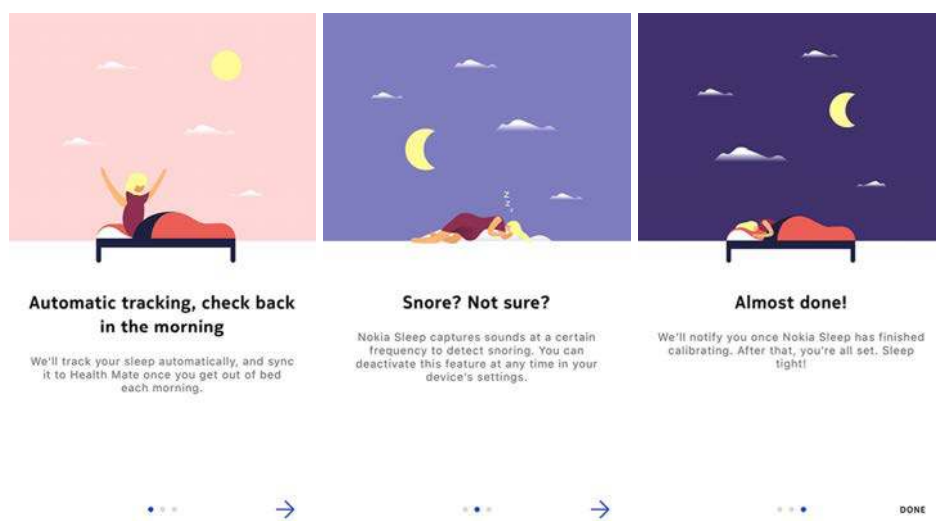 Automatic tracking, check back
in the morning
We'll track your sleep automatically, and sync
it to Health Mate once you get out of bed
each morning.
z z z
Snore? Not sure?
Nokia Sleep captures sounds at a certain
frequency to detect snoring. You can
deactivate this feature at any time in your
device's settings.
Almost done!
We'll notify you once Nokia Sleep has finished
calibrating. After that, you're all set. Sleep
tight!
DONE